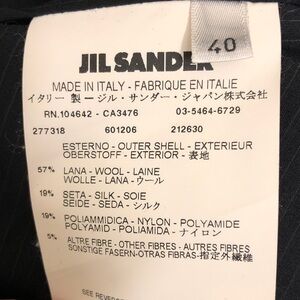 40
JIL SANDER
MADE IN ITALY - FABRIQUE EN ITALIE
イタリー 製 ージル・サンダー・ジャパン株式会社
RN.104642 - CA3476 03-5464-6729
277318 601206 212630
ESTERNO - OUTER SHELL - EXTERIEUR
OBERSTOFF - EXTERIOR - 表地
57% LANA - WOOL - LAINE
WOLLE - LANA - ウール
19% SETA - SILK - SOIE
SEIDE - SEDA - シルク
19% POLIAMMIDICA - NYLON - POLYAMIDE
POLYAMID - POLIAMIDA - ナイロン
5% ALTRE FIBRE - OTHER FIBRES - AUTRES FIBRES
SONSTIGE FASERN-OTRAS FIBRAS-指定外繊維
SEE REVERSE